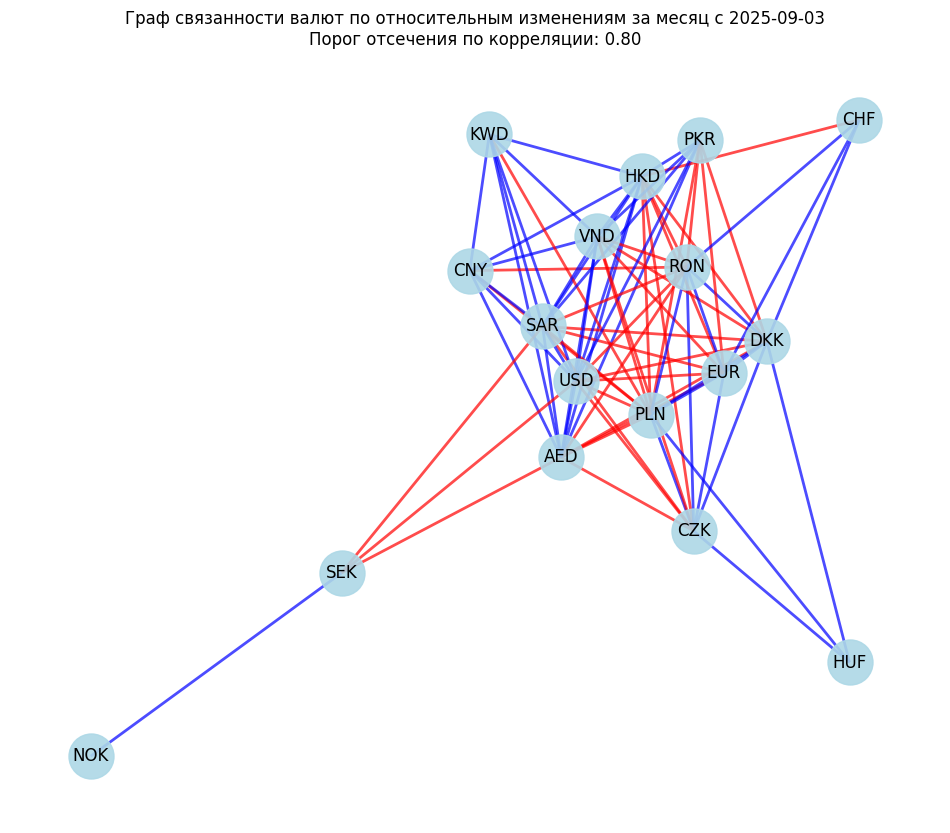 Граф связанности валют по относительным изменениям за месяц с 2025-09-03
Порог отсечения по корреляции: 0.80
CHF
KWD
PKR
HKD
VND
RON
CNY
SAR
DKK
EUR
USD
PLN
AED
CZK
SEK
HUF
NOK